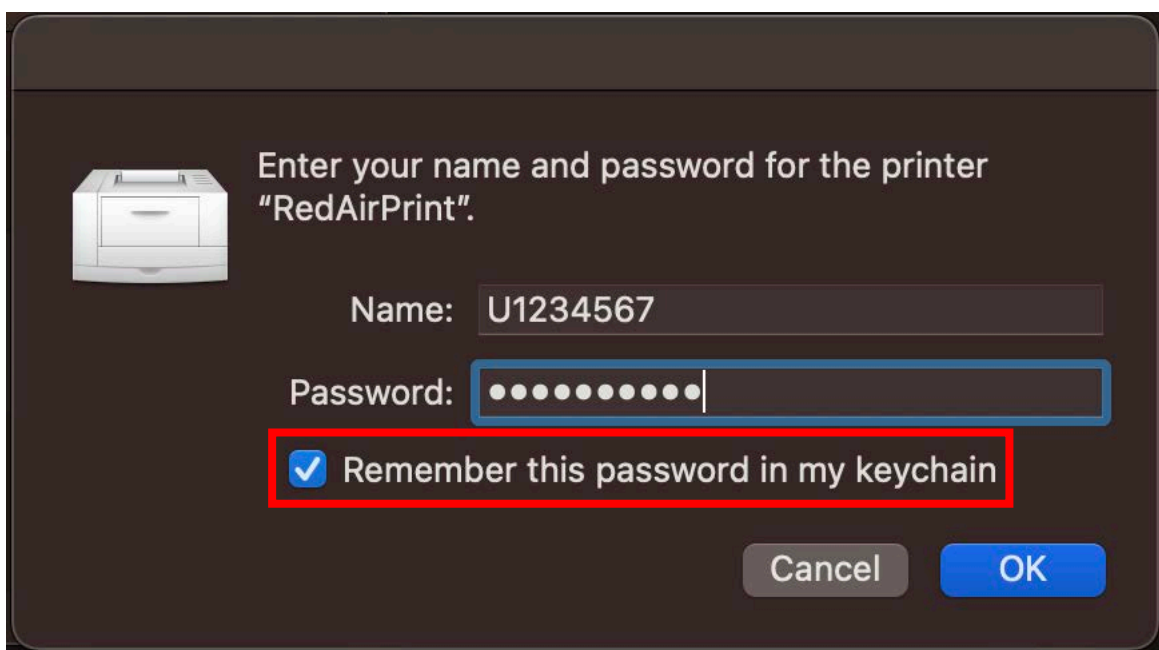 Enter your name and password for the printer
“RedAirPrint”.
Name: U1234567
Password: ●●●●●●●●●●
Remember this password in my keychain
Cancel OK